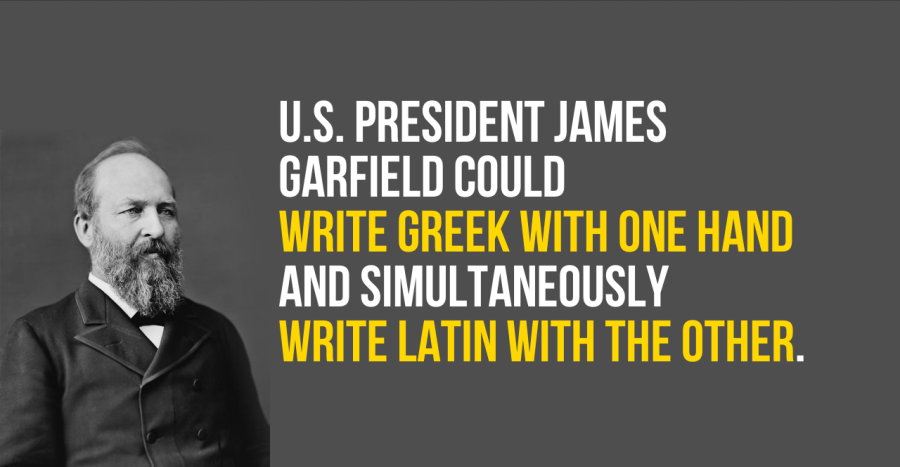 U.S. PRESIDENT JAMES
GARFIELD COULD
WRITE GREEK WITH ONE HAND
AND SIMULTANEOUSLY
WRITE LATIN WITH THE OTHER.